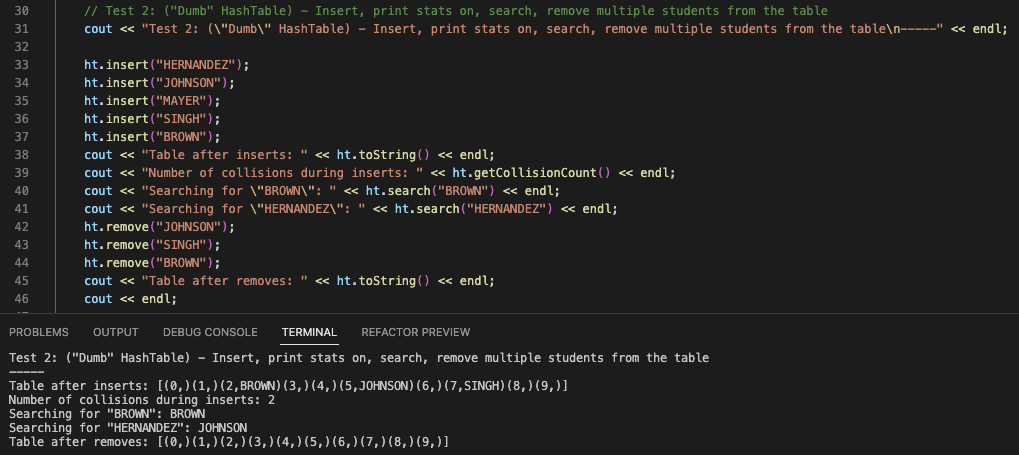 30 // Test 2: ("Dumb" HashTable) – Insert, print stats on, search, remove multiple students from the table
31 cout << "Test 2: (\"Dumb\" HashTable) – Insert, print stats on, search, remove multiple students from the table\n-----" << endl;
32
33 ht.insert("HERNANDEZ");
34 ht.insert("JOHNSON");
35 ht.insert("MAYER");
36 ht.insert("SINGH");
37 ht.insert("BROWN");
38 cout << "Table after inserts: " << ht.toString() << endl;
39 cout << "Number of collisions during inserts: " << ht.getCollisionCount() << endl;
40 cout << "Searching for \"BROWN\": " << ht.search("BROWN") << endl;
41 cout << "Searching for \"HERNANDEZ\": " << ht.search("HERNANDEZ") << endl;
42 ht.remove("JOHNSON");
43 ht.remove("SINGH");
44 ht.remove("BROWN");
45 cout << "Table after removes: " << ht.toString() << endl;
46 cout << endl;
PROBLEMS OUTPUT DEBUG CONSOLE TERMINAL REFACTOR PREVIEW
Test 2: ("Dumb" HashTable) – Insert, print stats on, search, remove multiple students from the table
-----
Table after inserts: [(0,)(1,)(2,BROWN)(3,)(4,)(5,JOHNSON)(6,)(7,SINGH)(8,)(9,)]
Number of collisions during inserts: 2
Searching for "BROWN": BROWN
Searching for "HERNANDEZ": JOHNSON
Table after removes: [(0,)(1,)(2,)(3,)(4,)(5,)(6,)(7,)(8,)(9,)]